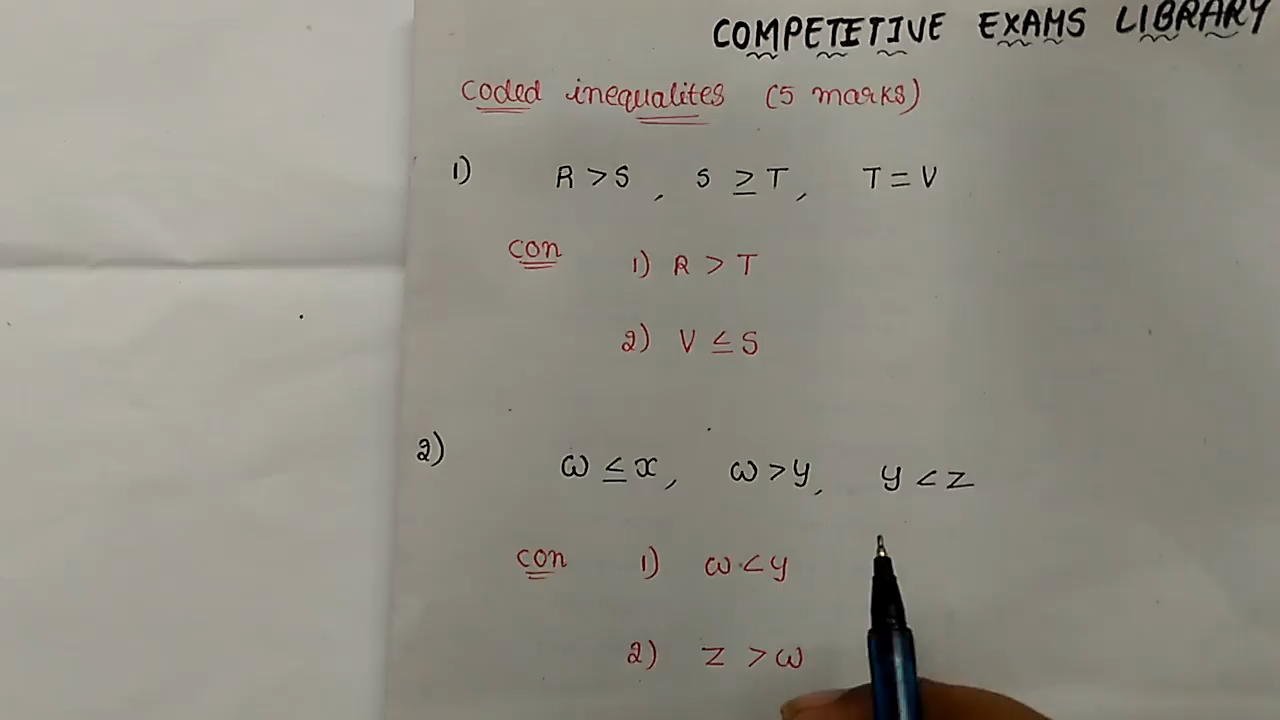 COMPETETIVE EXAMS LIBRARY
Coded inequalites (5 marks)
1) R > S , S ≥ T, T = V
Con 1) R > T
2) V ≤ S
2) ω ≤ x, ω > y, y < z
Con 1) ω < y
2) z > ω